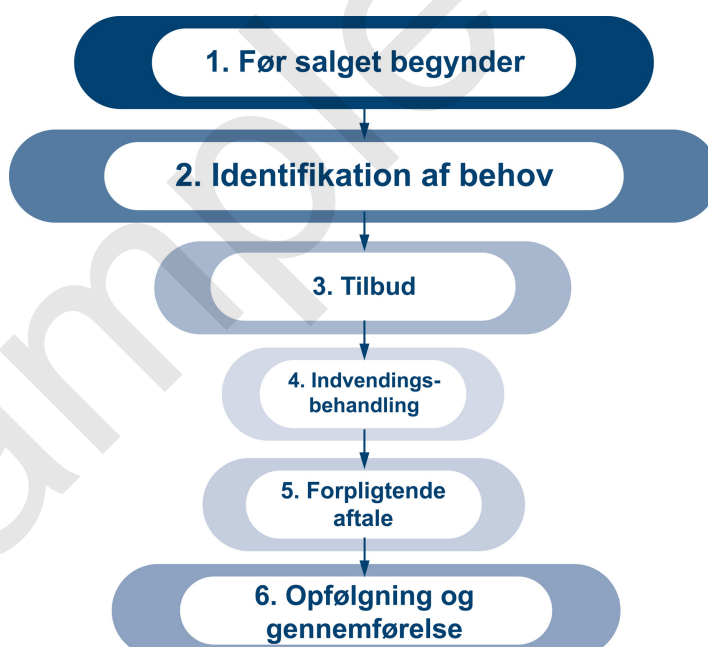 1. Før salget begynder
2. Identifikation af behov
3. Tilbud
4. Indvendings-
behandling
5. Forpligtende
aftale
6. Opfølgning og
gennemførelse